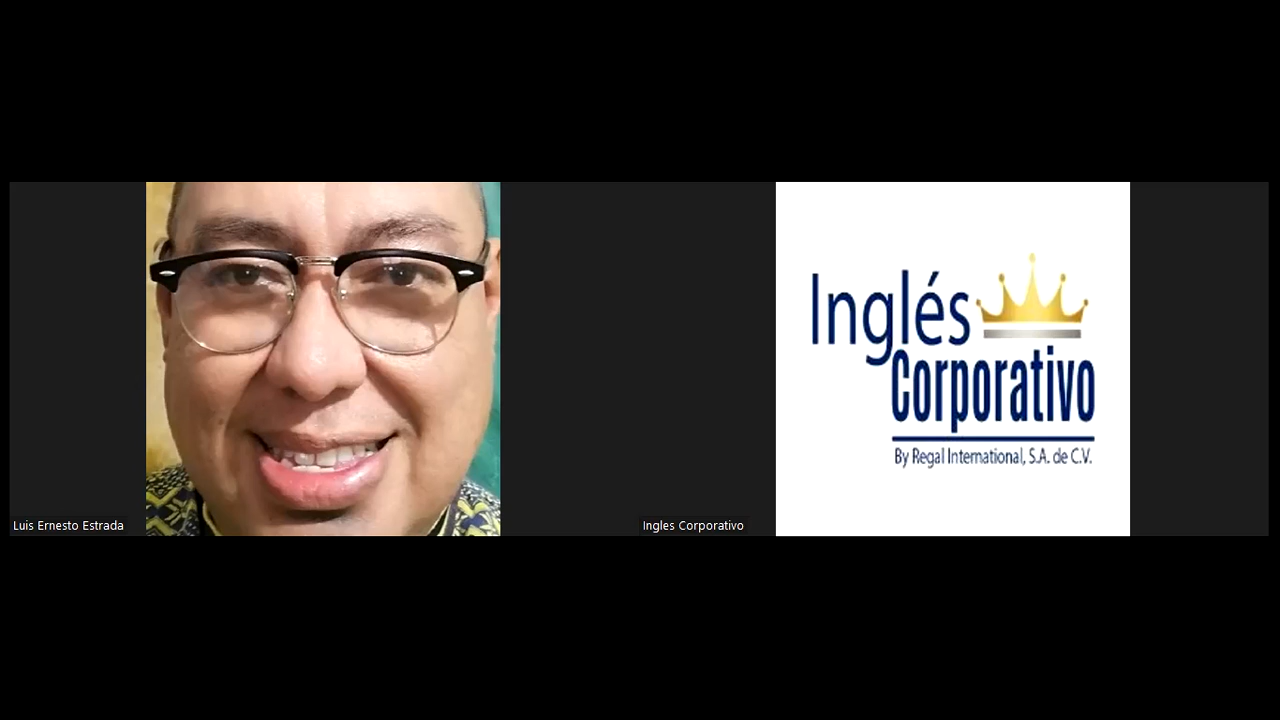 Inglés
Corporativo
By Regal International, S.A. de C.V.
Luis Ernesto Estrada
Ingles Corporativo